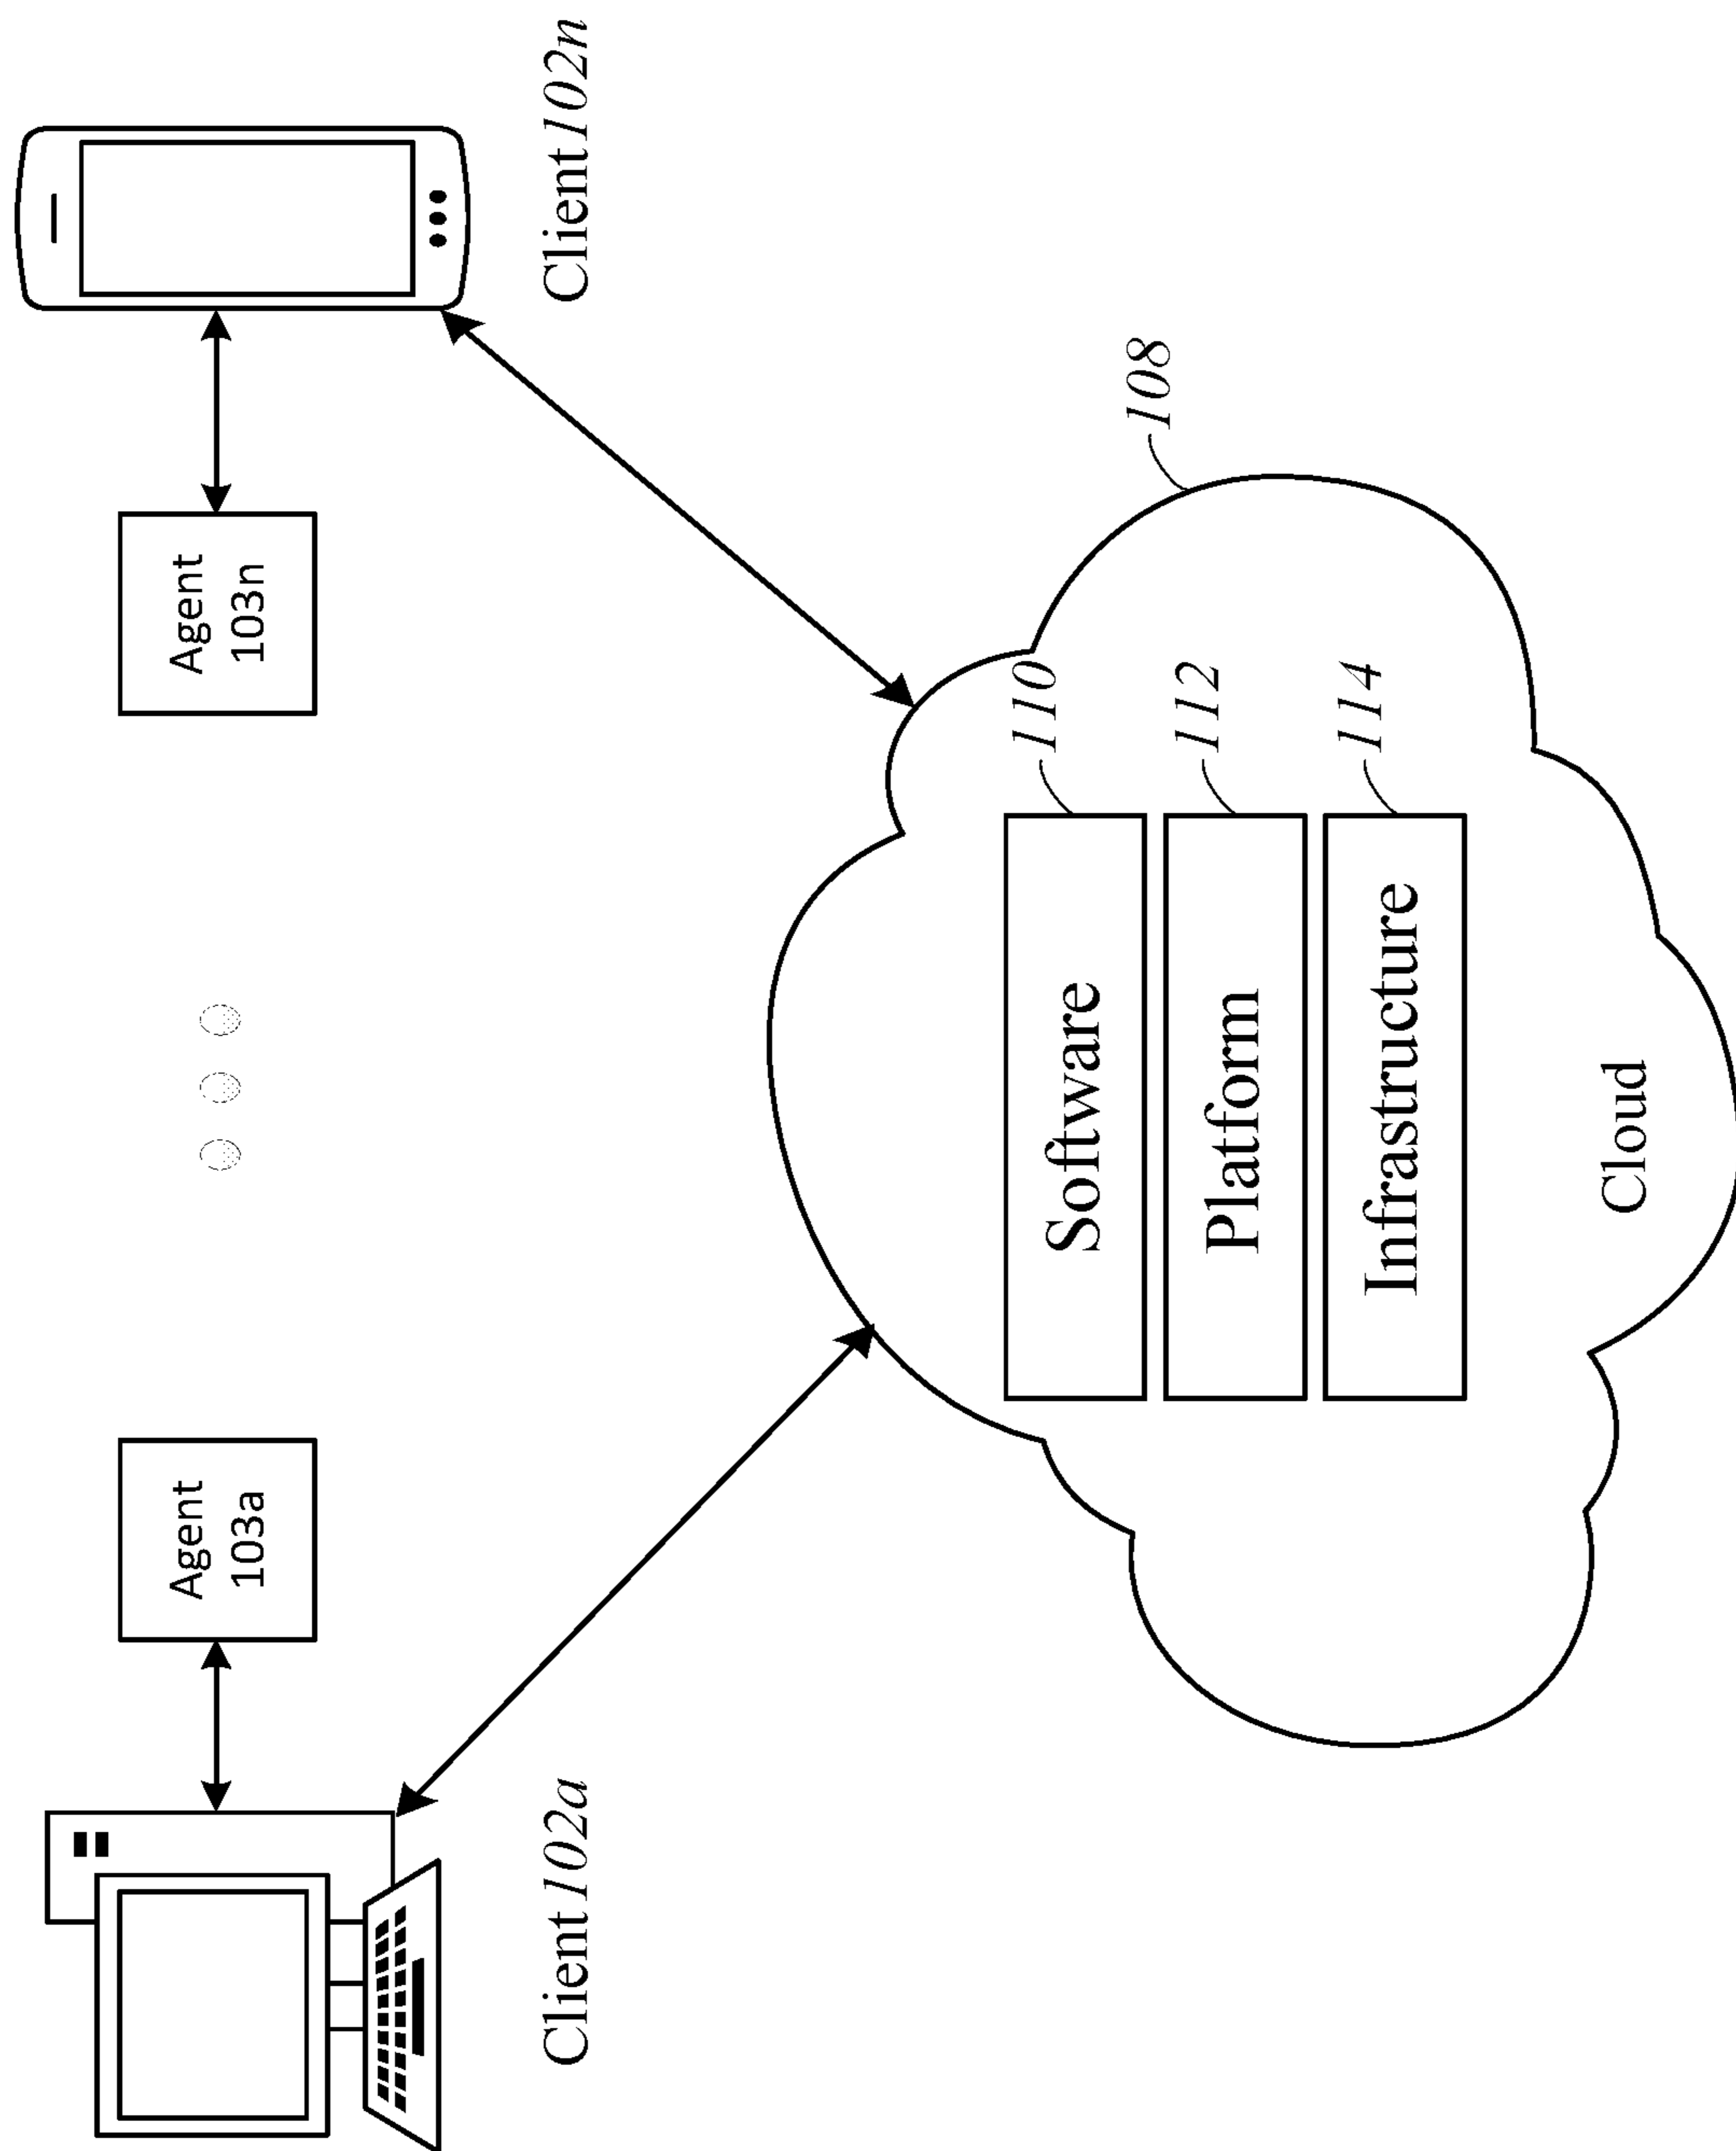 Agent
103a
Agent
103n
Client 102a
Client 102n
108
110
Software
112
Platform
114
Infrastructure
Cloud